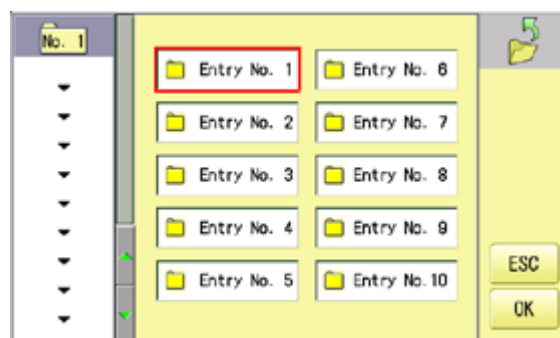 No. 1
Entry No. 1
Entry No. 6
Entry No. 2
Entry No. 7
Entry No. 3
Entry No. 8
Entry No. 4
Entry No. 9
Entry No. 5
Entry No.10
ESC
OK